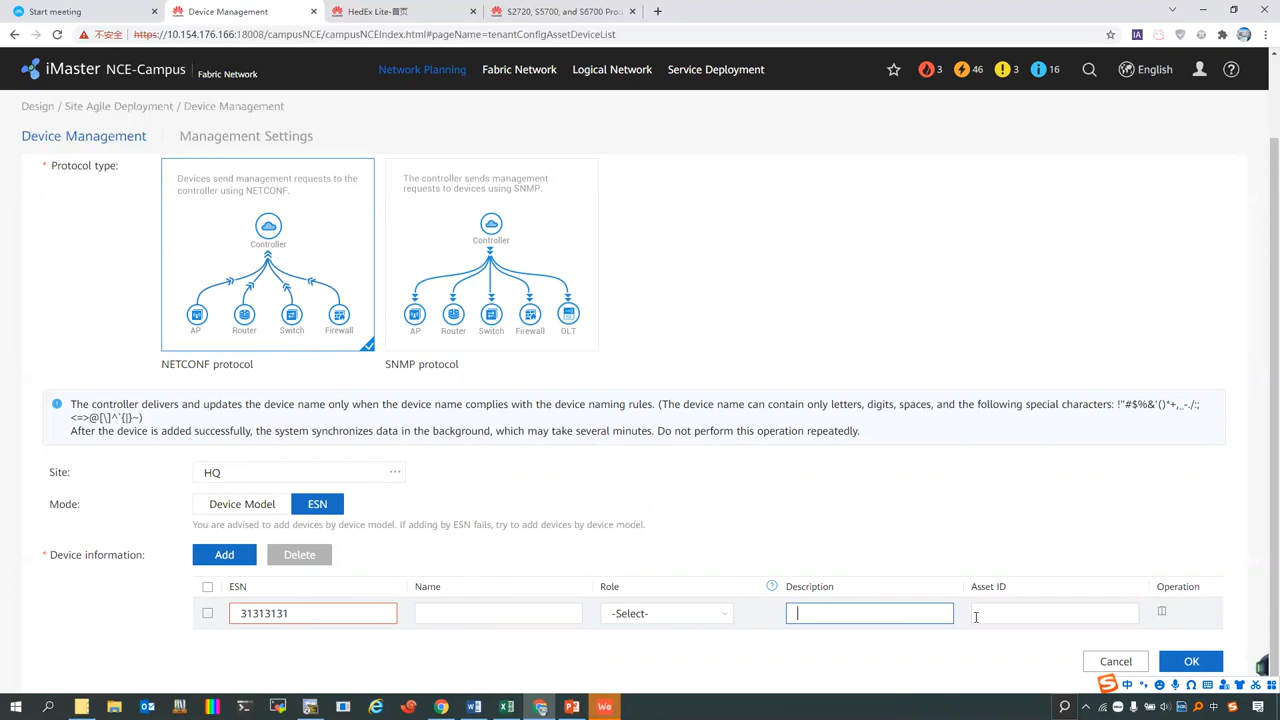 Start meeting
Device Management
HedEx Lite-首页
S2720, S5700, and S6700 Pro
不安全
https://10.154.176.166:18008/campusNCE/campusNCEIndex.html#pageName=tenantConfigAssetDeviceList
iMaster NCE-Campus Fabric Network
Network Planning Fabric Network Logical Network Service Deployment
3 46 3 16 English
Design / Site Agile Deployment / Device Management
Device Management Management Settings
* Protocol type:
Devices send management requests to the
controller using NETCONF.
Controller
AP Router Switch Firewall
NETCONF protocol
The controller sends management
requests to devices using SNMP.
Controller
AP Router Switch Firewall OLT
SNMP protocol
The controller delivers and updates the device name only when the device name complies with the device naming rules. (The device name can contain only letters, digits, spaces, and the following special characters: !"#$%&'()*+,_-./:;
<=>@[\]^`{|}~)
After the device is added successfully, the system synchronizes data in the background, which may take several minutes. Do not perform this operation repeatedly.
Site: HQ ...
Mode: Device Model ESN
You are advised to add devices by device model. If adding by ESN fails, try to add devices by device model.
* Device information: Add Delete
ESN Name Role Description Asset ID Operation
31313131 -Select-
Cancel OK
中
We